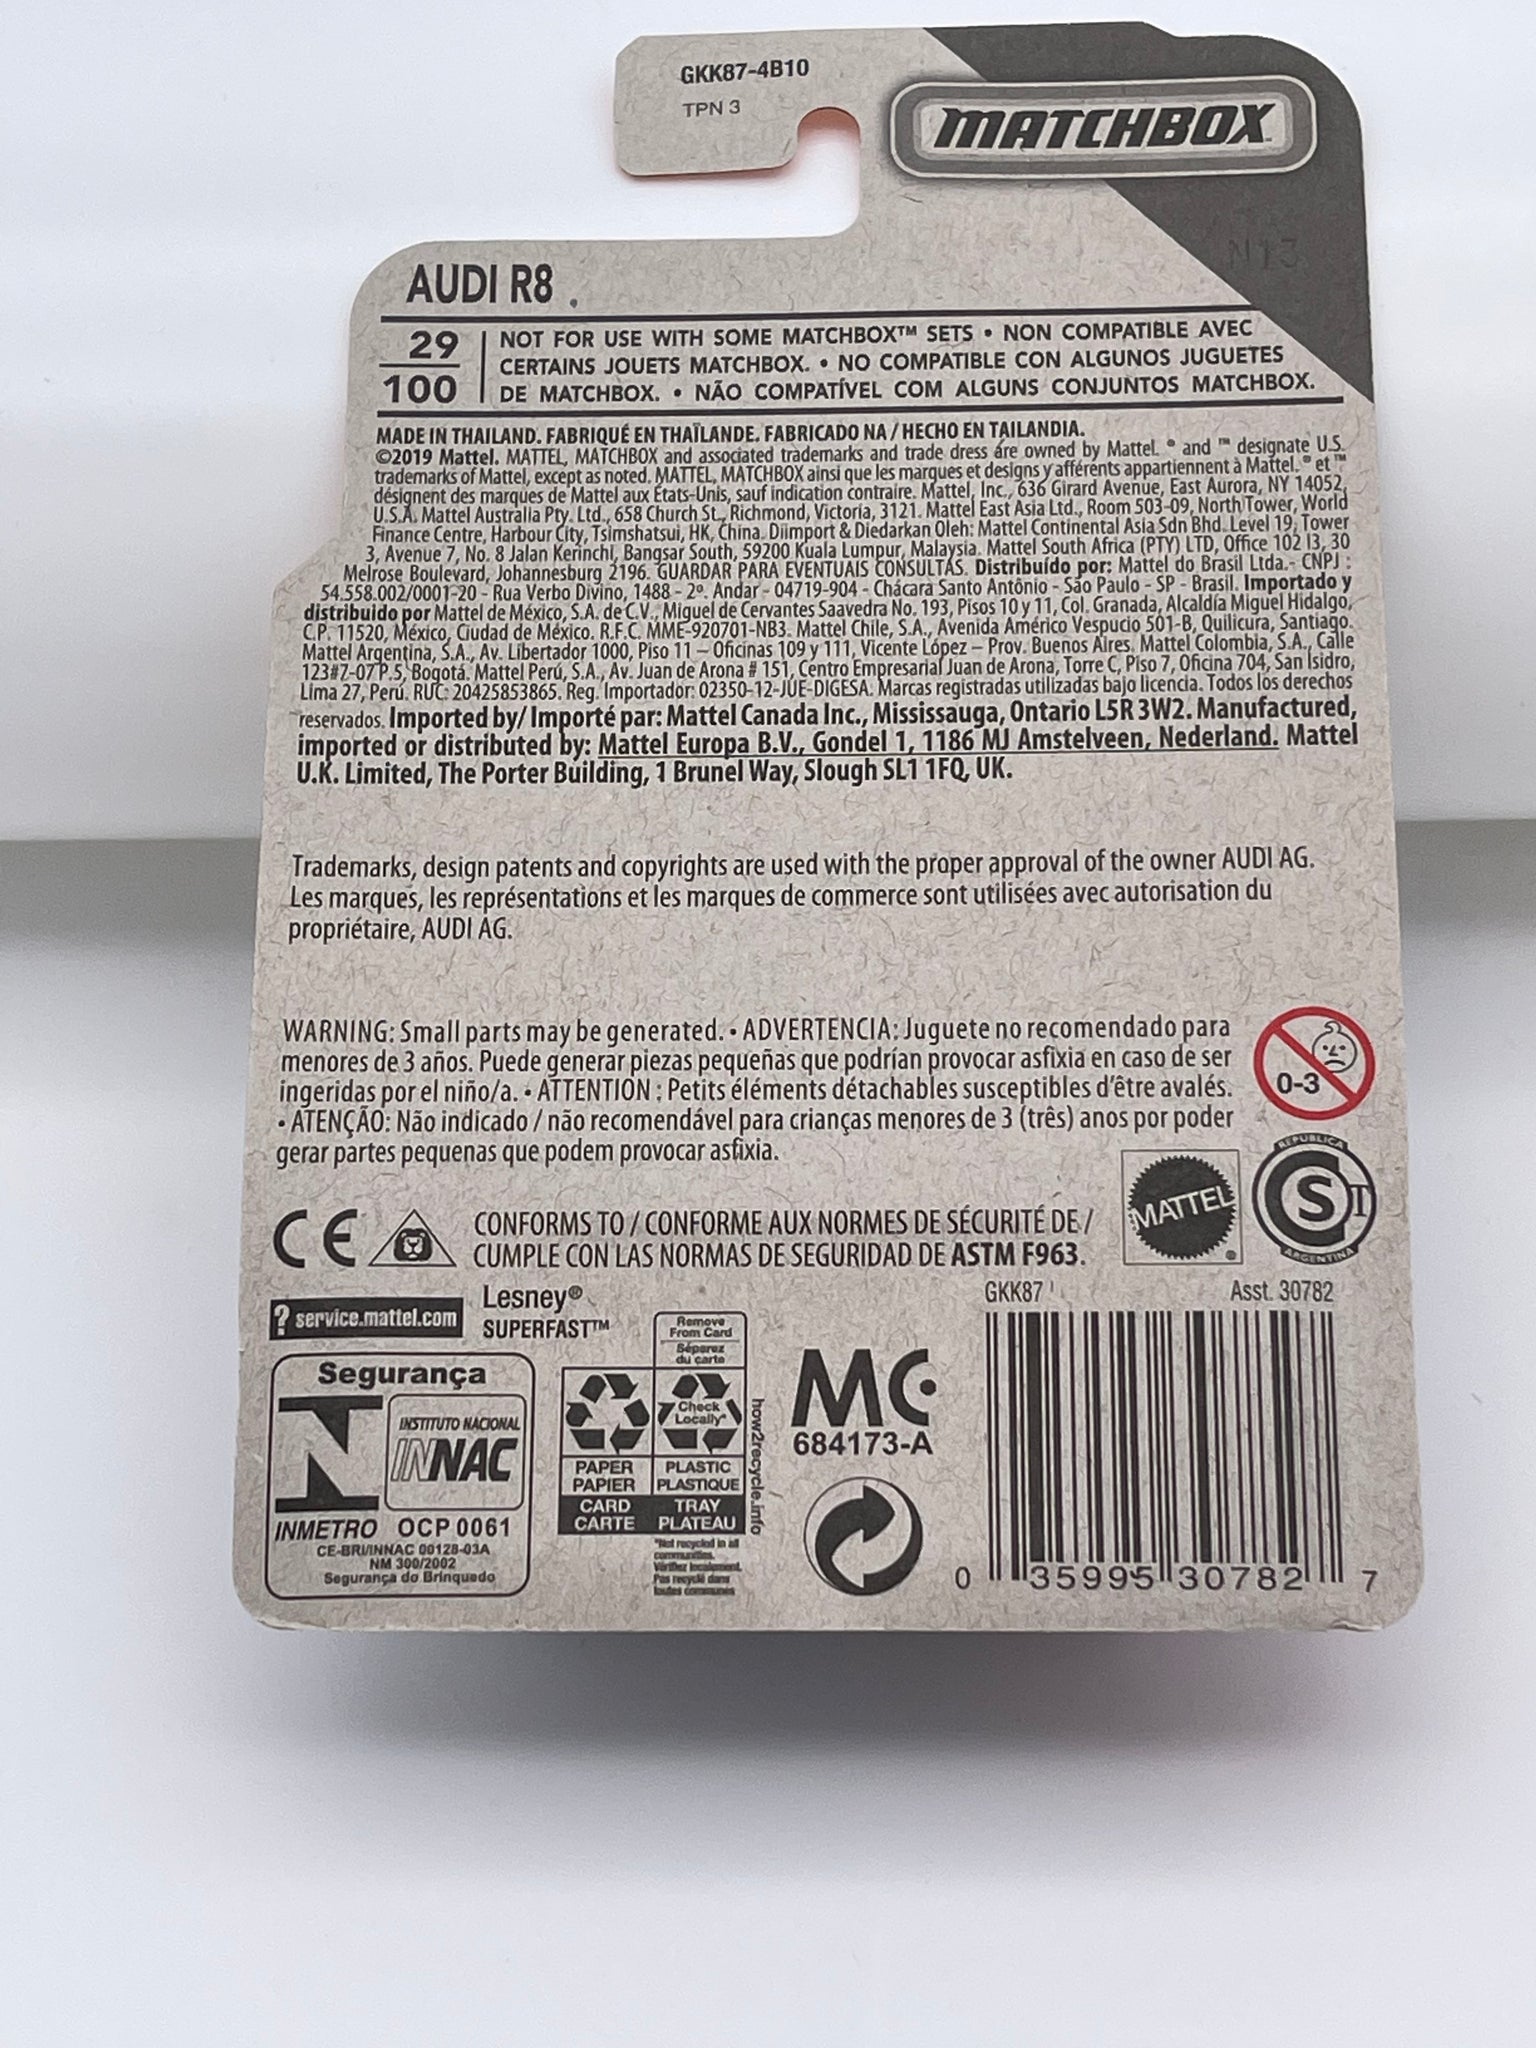 GKK87-4B10
TPN 3
MATCHBOX
N13
AUDI R8
29
100
NOT FOR USE WITH SOME MATCHBOX™ SETS • NON COMPATIBLE AVEC
CERTAINS JOUETS MATCHBOX. • NO COMPATIBLE CON ALGUNOS JUGUETES
DE MATCHBOX. • NÃO COMPATÍVEL COM ALGUNS CONJUNTOS MATCHBOX.
MADE IN THAILAND. FABRIQUÉ EN THAÏLANDE. FABRICADO NA / HECHO EN TAILANDIA.
©2019 Mattel. MATTEL, MATCHBOX and associated trademarks and trade dress are owned by Mattel. ® and ™ designate U.S.
trademarks of Mattel, except as noted. MATTEL, MATCHBOX ainsi que les marques et designs y afférents appartiennent à Mattel. ® et ™
désignent des marques de Mattel aux États-Unis, sauf indication contraire. Mattel, Inc., 636 Girard Avenue, East Aurora, NY 14052,
U.S.A. Mattel Australia Pty. Ltd., 658 Church St., Richmond, Victoria, 3121. Mattel East Asia Ltd., Room 503-09, North Tower, World
Finance Centre, Harbour City, Tsimshatsui, HK, China. Diimport & Diedarkan Oleh: Mattel Continental Asia Sdn Bhd. Level 19, Tower
3, Avenue 7, No. 8 Jalan Kerinchi, Bangsar South, 59200 Kuala Lumpur, Malaysia. Mattel South Africa (PTY) LTD, Office 102 I3, 30
Melrose Boulevard, Johannesburg 2196. GUARDAR PARA EVENTUAIS CONSULTAS. Distribuído por: Mattel do Brasil Ltda.- CNPJ :
54.558.002/0001-20 - Rua Verbo Divino, 1488 - 2º. Andar - 04719-904 - Chácara Santo Antônio - São Paulo - SP - Brasil. Importado y
distribuido por Mattel de México, S.A. de C.V., Miguel de Cervantes Saavedra No. 193, Pisos 10 y 11, Col. Granada, Alcaldía Miguel Hidalgo,
C.P. 11520, México, Ciudad de México. R.F.C. MME-920701-NB3. Mattel Chile, S.A., Avenida Américo Vespucio 501-B, Quilicura, Santiago.
Mattel Argentina, S.A., Av. Libertador 1000, Piso 11 – Oficinas 109 y 111, Vicente López – Prov. Buenos Aires. Mattel Colombia, S.A., Calle
123#7-07 P.5, Bogotá. Mattel Perú, S.A., Av. Juan de Arona # 151, Centro Empresarial Juan de Arona, Torre C, Piso 7, Oficina 704, San Isidro,
Lima 27, Perú. RUC: 20425853865. Reg. Importador: 02350-12-JUE-DIGESA. Marcas registradas utilizadas bajo licencia. Todos los derechos
reservados. Imported by/ Importé par: Mattel Canada Inc., Mississauga, Ontario L5R 3W2. Manufactured,
imported or distributed by: Mattel Europa B.V., Gondel 1, 1186 MJ Amstelveen, Nederland. Mattel
U.K. Limited, The Porter Building, 1 Brunel Way, Slough SL1 1FQ, UK.
Trademarks, design patents and copyrights are used with the proper approval of the owner AUDI AG.
Les marques, les représentations et les marques de commerce sont utilisées avec autorisation du
propriétaire, AUDI AG.
WARNING: Small parts may be generated. • ADVERTENCIA: Juguete no recomendado para
menores de 3 años. Puede generar piezas pequeñas que podrían provocar asfixia en caso de ser
ingeridas por el niño/a. • ATTENTION : Petits éléments détachables susceptibles d'être avalés.
• ATENÇÃO: Não indicado / não recomendável para crianças menores de 3 (três) anos por poder
gerar partes pequenas que podem provocar asfixia.
0-3
CE
CONFORMS TO / CONFORME AUX NORMES DE SÉCURITÉ DE /
CUMPLE CON LAS NORMAS DE SEGURIDAD DE ASTM F963.
MATTEL
REPUBLICA
S
T
ARGENTINA
? service.mattel.com
Lesney®
SUPERFAST™
GKK87
Asst. 30782
Segurança
INSTITUTO NACIONAL
INNAC
INMETRO OCP 0061
CE-BRI/INNAC 00128-03A
NM 300/2002
Segurança do Brinquedo
Remove
From Card
Séparez
du carte
Check
Locally*
PAPER
PAPIER
PLASTIC
PLASTIQUE
CARD
CARTE
TRAY
PLATEAU
*Not recycled in all
communities.
Vérifiez localement.
Pas recyclé dans
toutes communes
how2recycle.info
MC
684173-A
0 35995 30782 7